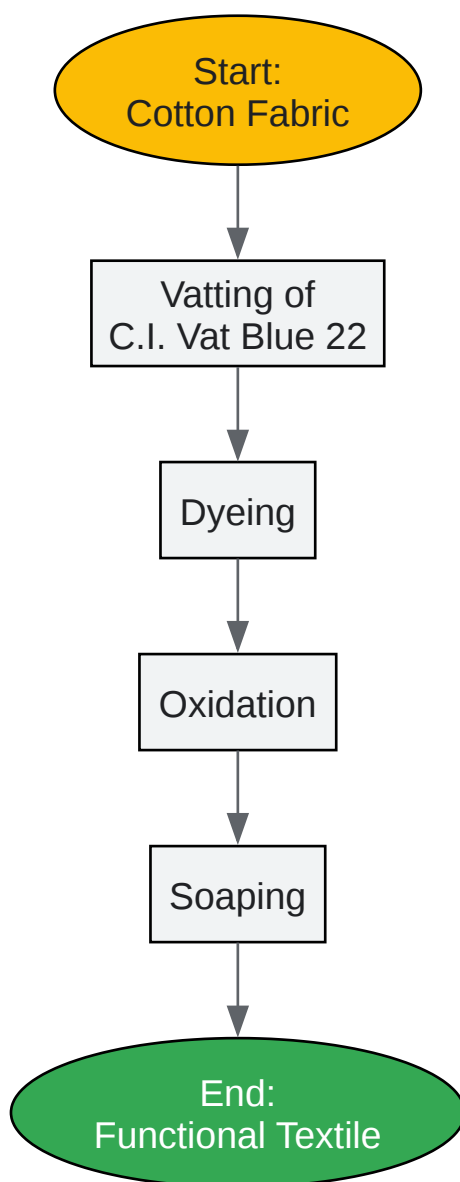 Start:
Cotton Fabric
Vatting of
C.I. Vat Blue 22
Dyeing
Oxidation
Soaping
End:
Functional Textile